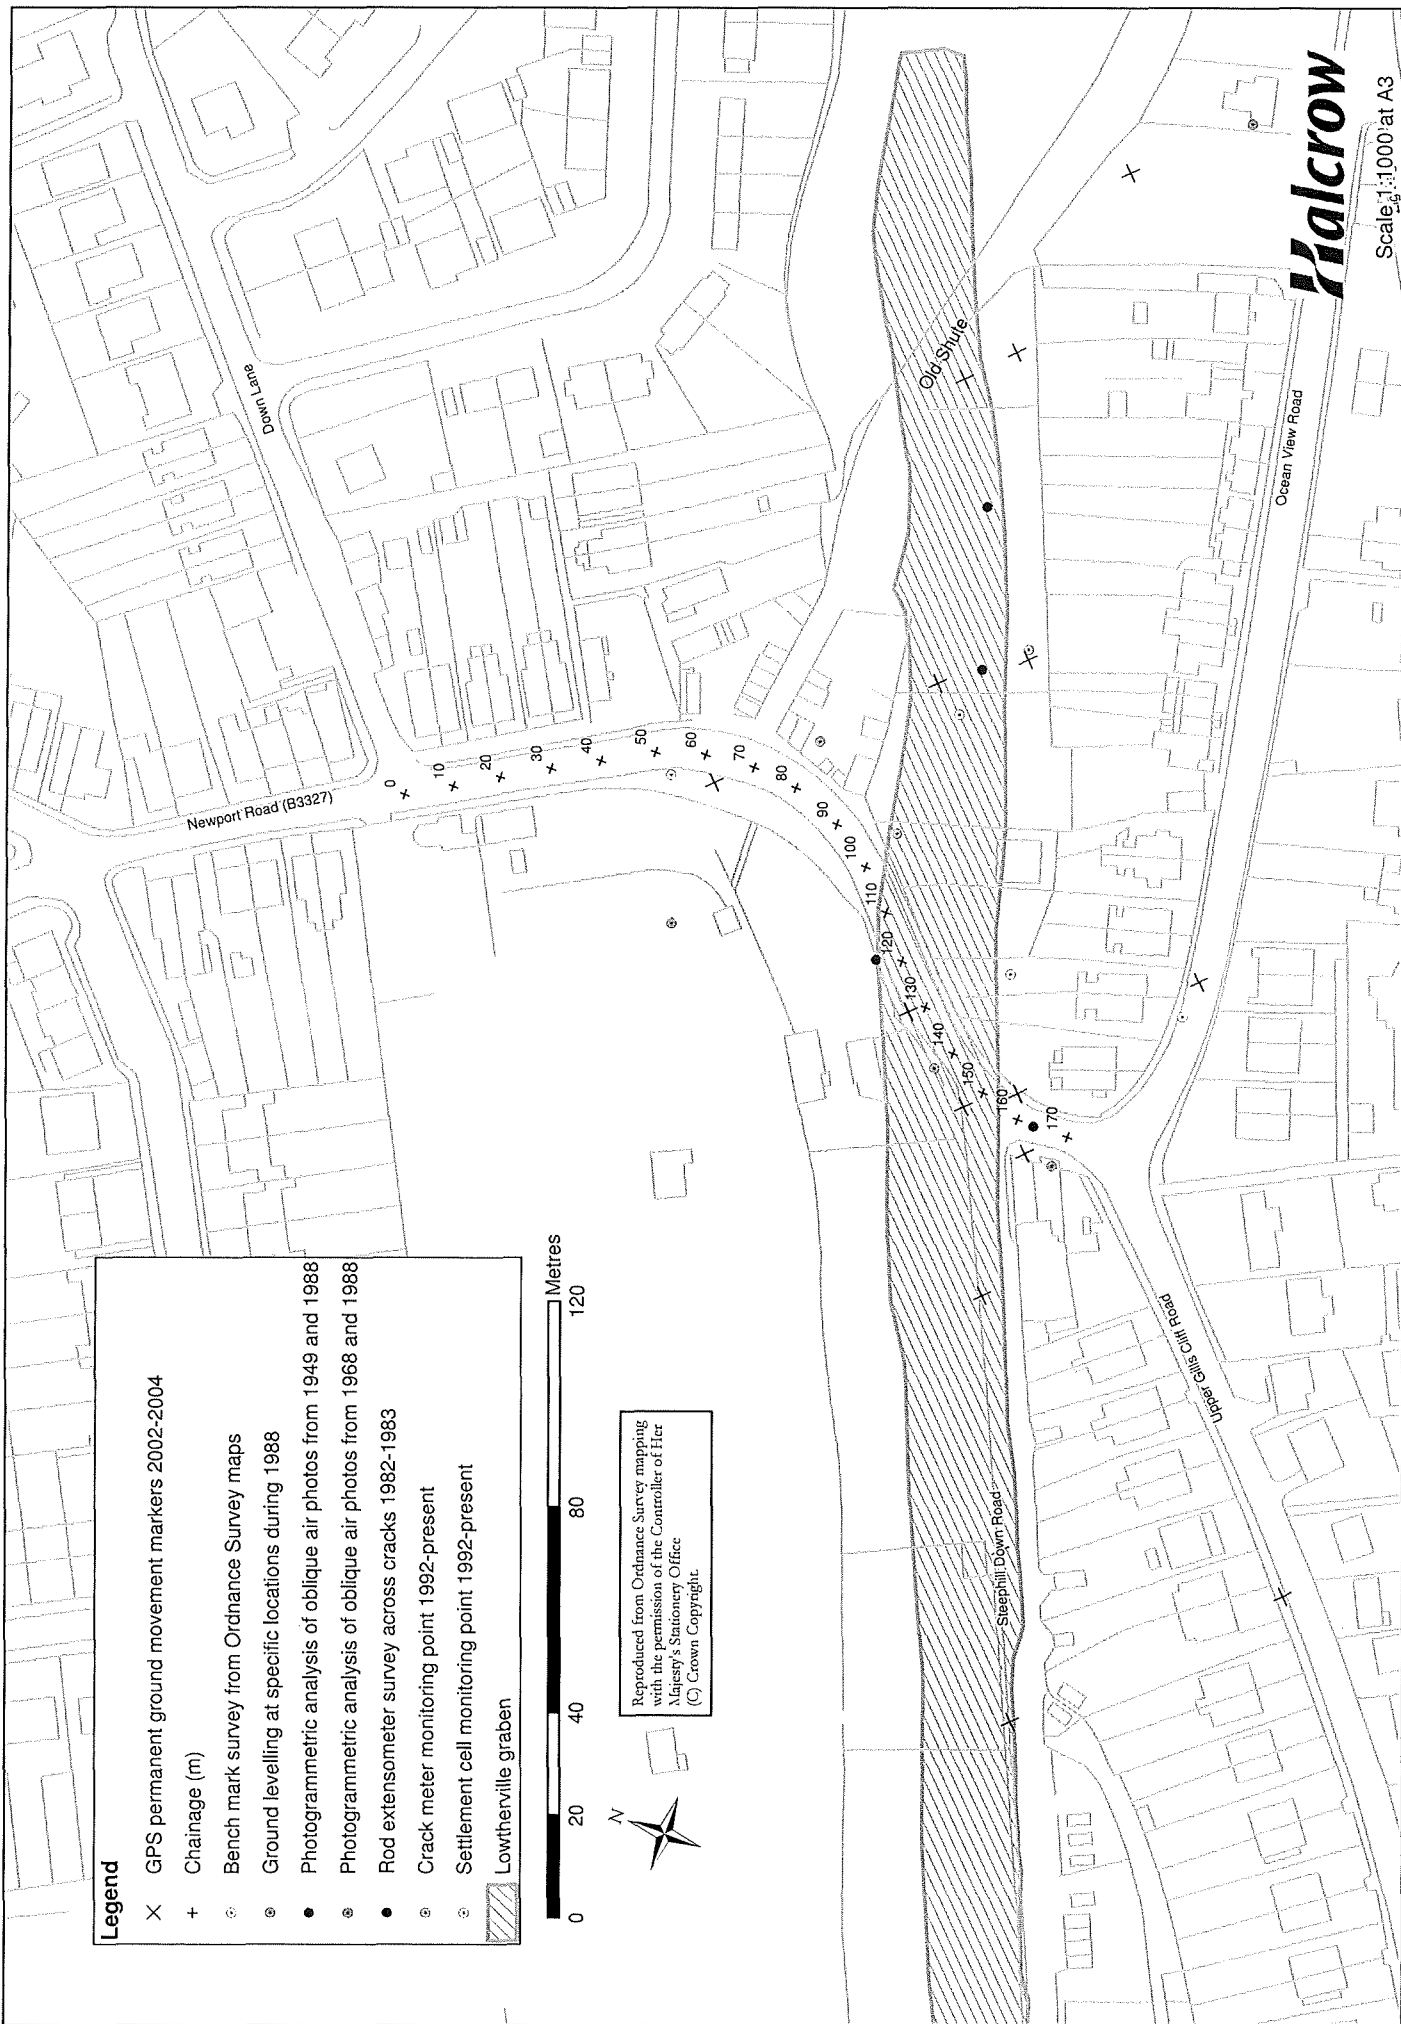 Legend
GPS permanent ground movement markers 2002-2004
Chainage (m)
Bench mark survey from Ordnance Survey maps
Ground levelling at specific locations during 1988
Photogrammetric analysis of oblique air photos from 1949 and 1988
Photogrammetric analysis of oblique air photos from 1968 and 1988
Rod extensometer survey across cracks 1982-1983
Crack meter monitoring point 1992-present
Settlement cell monitoring point 1992-present
Lowtherville graben
0 20 40 80 120
Metres
N
Reproduced from Ordnance Survey mapping
with the permission of the Controller of Her
Majesty's Stationery Office
(C) Crown Copyright.
Newport Road (B3327)
Down Lane
0
10
20
30
40
50
60
70
80
90
100
110
120
130
140
150
160
170
Old Shute
Steephill Down Road
Upper Gills Cliff Road
Ocean View Road
Halcrow
Scale 1:1000 at A3